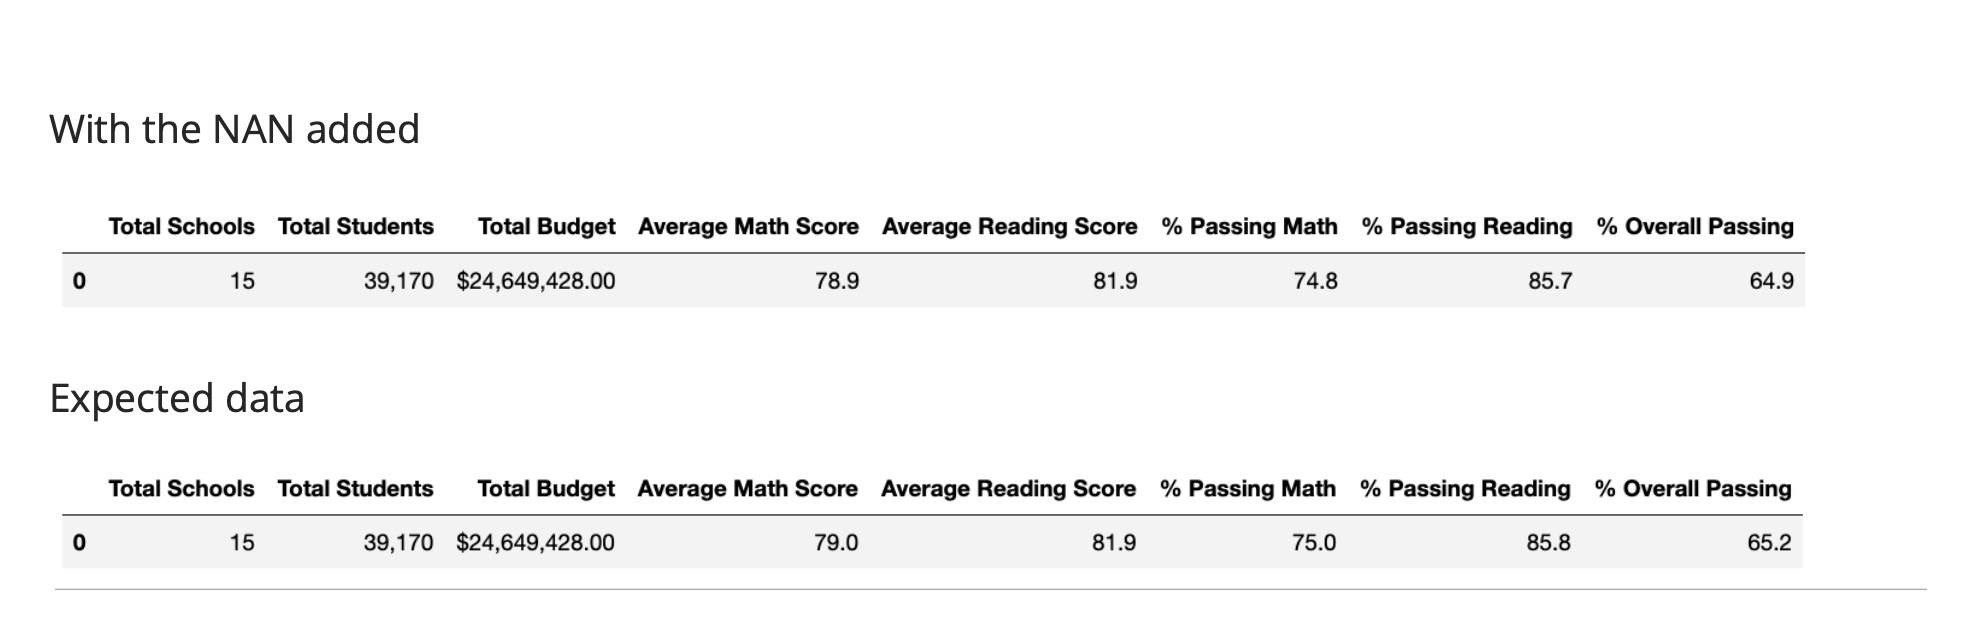 With the NAN added
Total Schools Total Students Total Budget Average Math Score Average Reading Score % Passing Math % Passing Reading % Overall Passing
0 15 39,170 $24,649,428.00 78.9 81.9 74.8 85.7 64.9
Expected data
Total Schools Total Students Total Budget Average Math Score Average Reading Score % Passing Math % Passing Reading % Overall Passing
0 15 39,170 $24,649,428.00 79.0 81.9 75.0 85.8 65.2